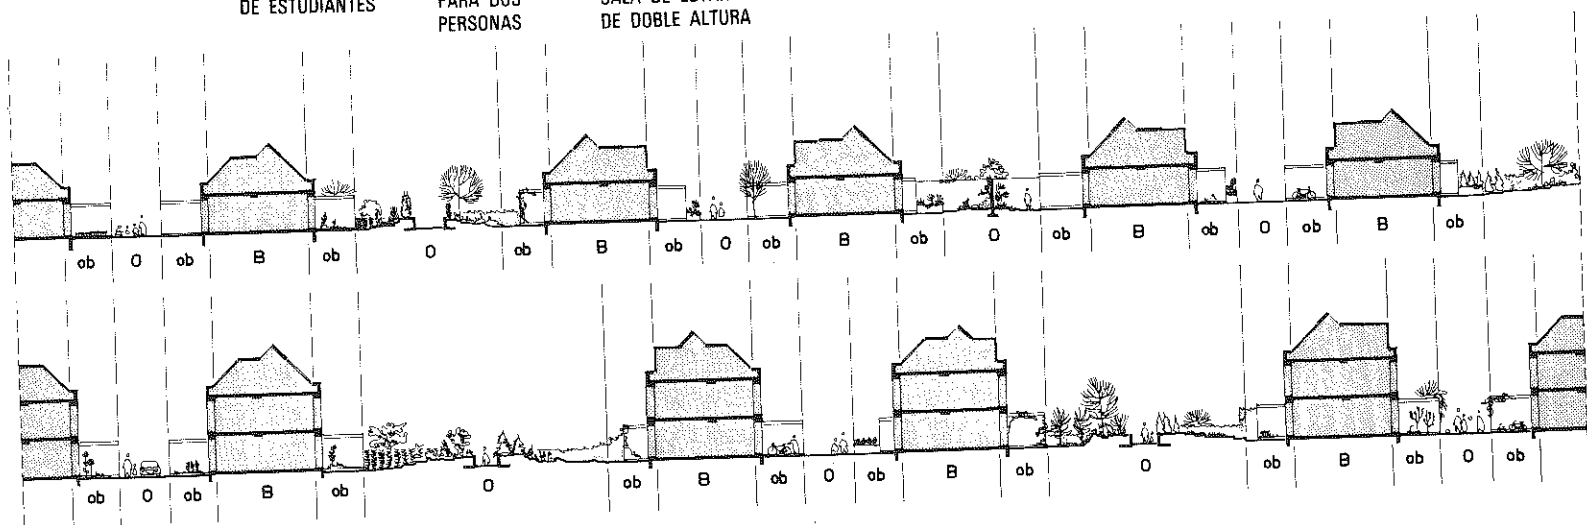 DE ESTUDIANTES
PARA DOS
PERSONAS
DE DOBLE ALTURA
ob O ob B ob O ob B ob O ob B ob O ob B ob O ob B ob
ob O ob B ob O ob B ob O ob B ob O ob B ob O ob